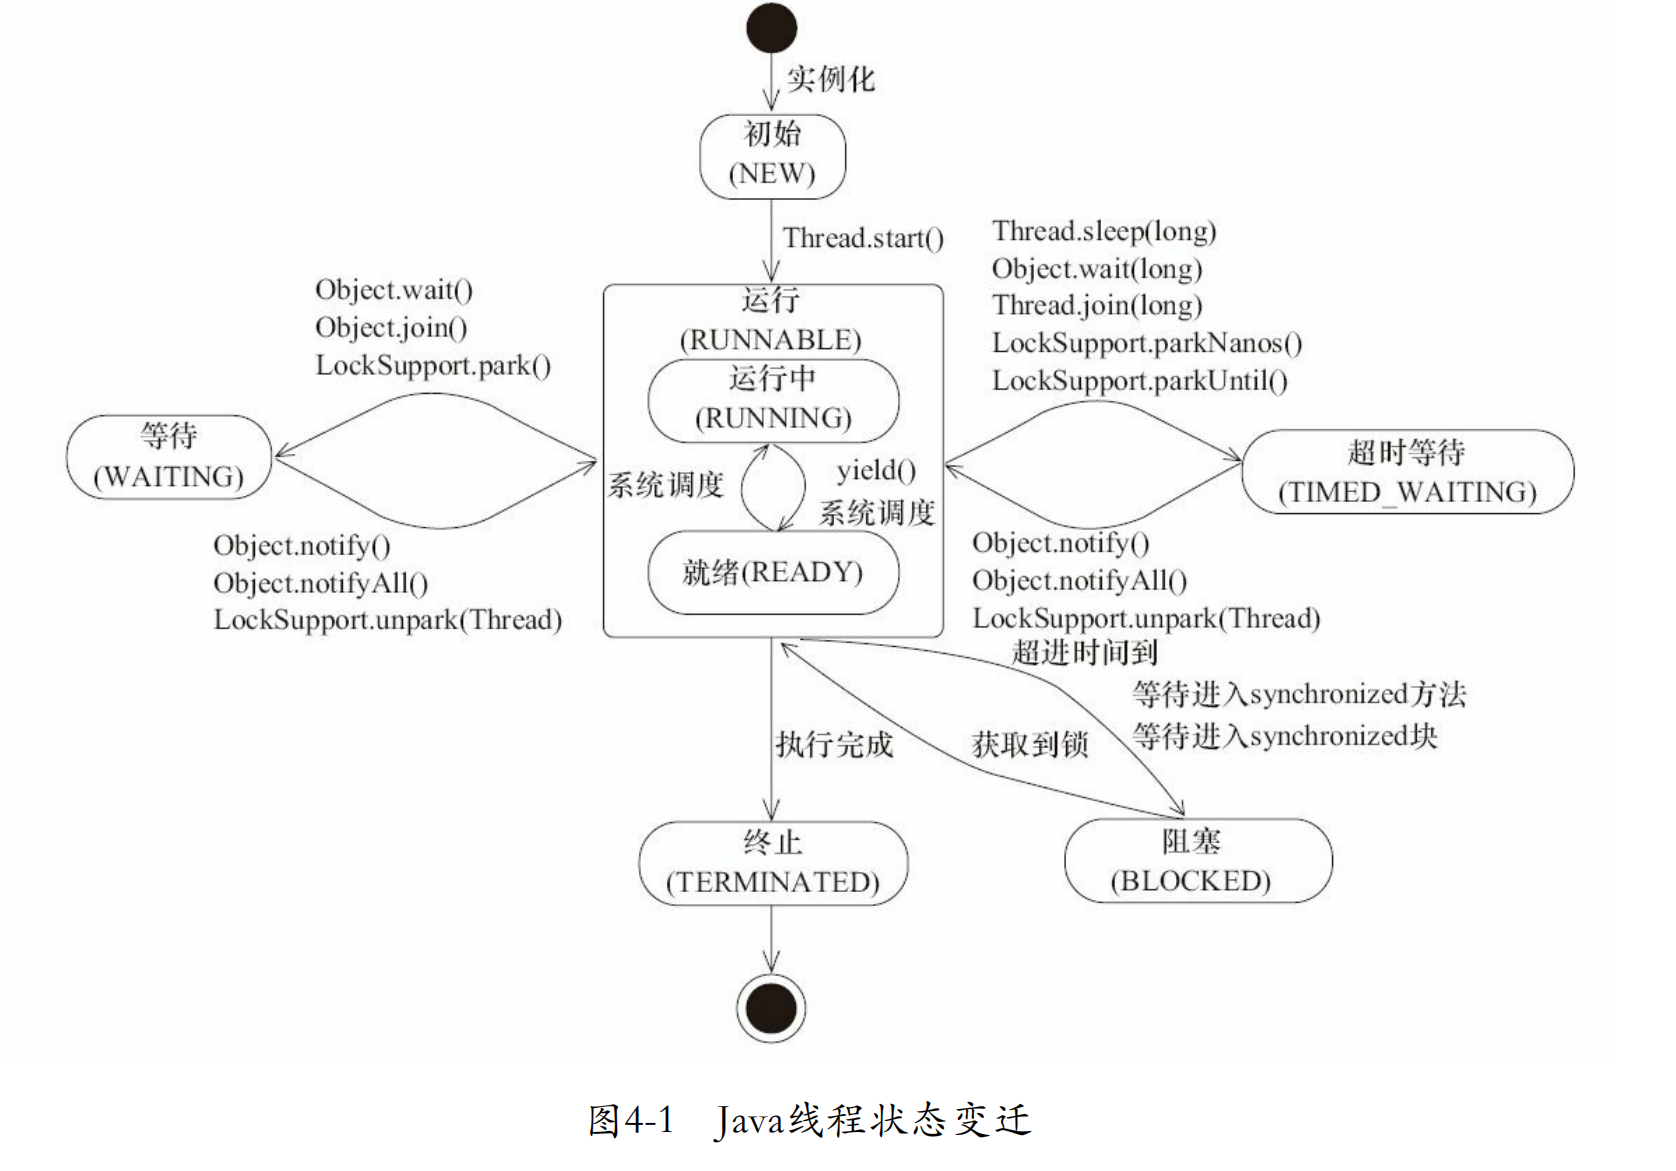 实例化
初始
(NEW)
Thread.start()
Object.wait()
Object.join()
LockSupport.park()
Thread.sleep(long)
Object.wait(long)
Thread.join(long)
LockSupport.parkNanos()
LockSupport.parkUntil()
运行
(RUNNABLE)
运行中
(RUNNING)
等待
(WAITING)
系统调度
yield()
系统调度
超时等待
(TIMED_WAITING)
就绪(READY)
Object.notify()
Object.notifyAll()
LockSupport.unpark(Thread)
Object.notify()
Object.notifyAll()
LockSupport.unpark(Thread)
超进时间到
等待进入synchronized方法
等待进入synchronized块
执行完成
获取到锁
终止
(TERMINATED)
阻塞
(BLOCKED)
图4-1 Java线程状态变迁